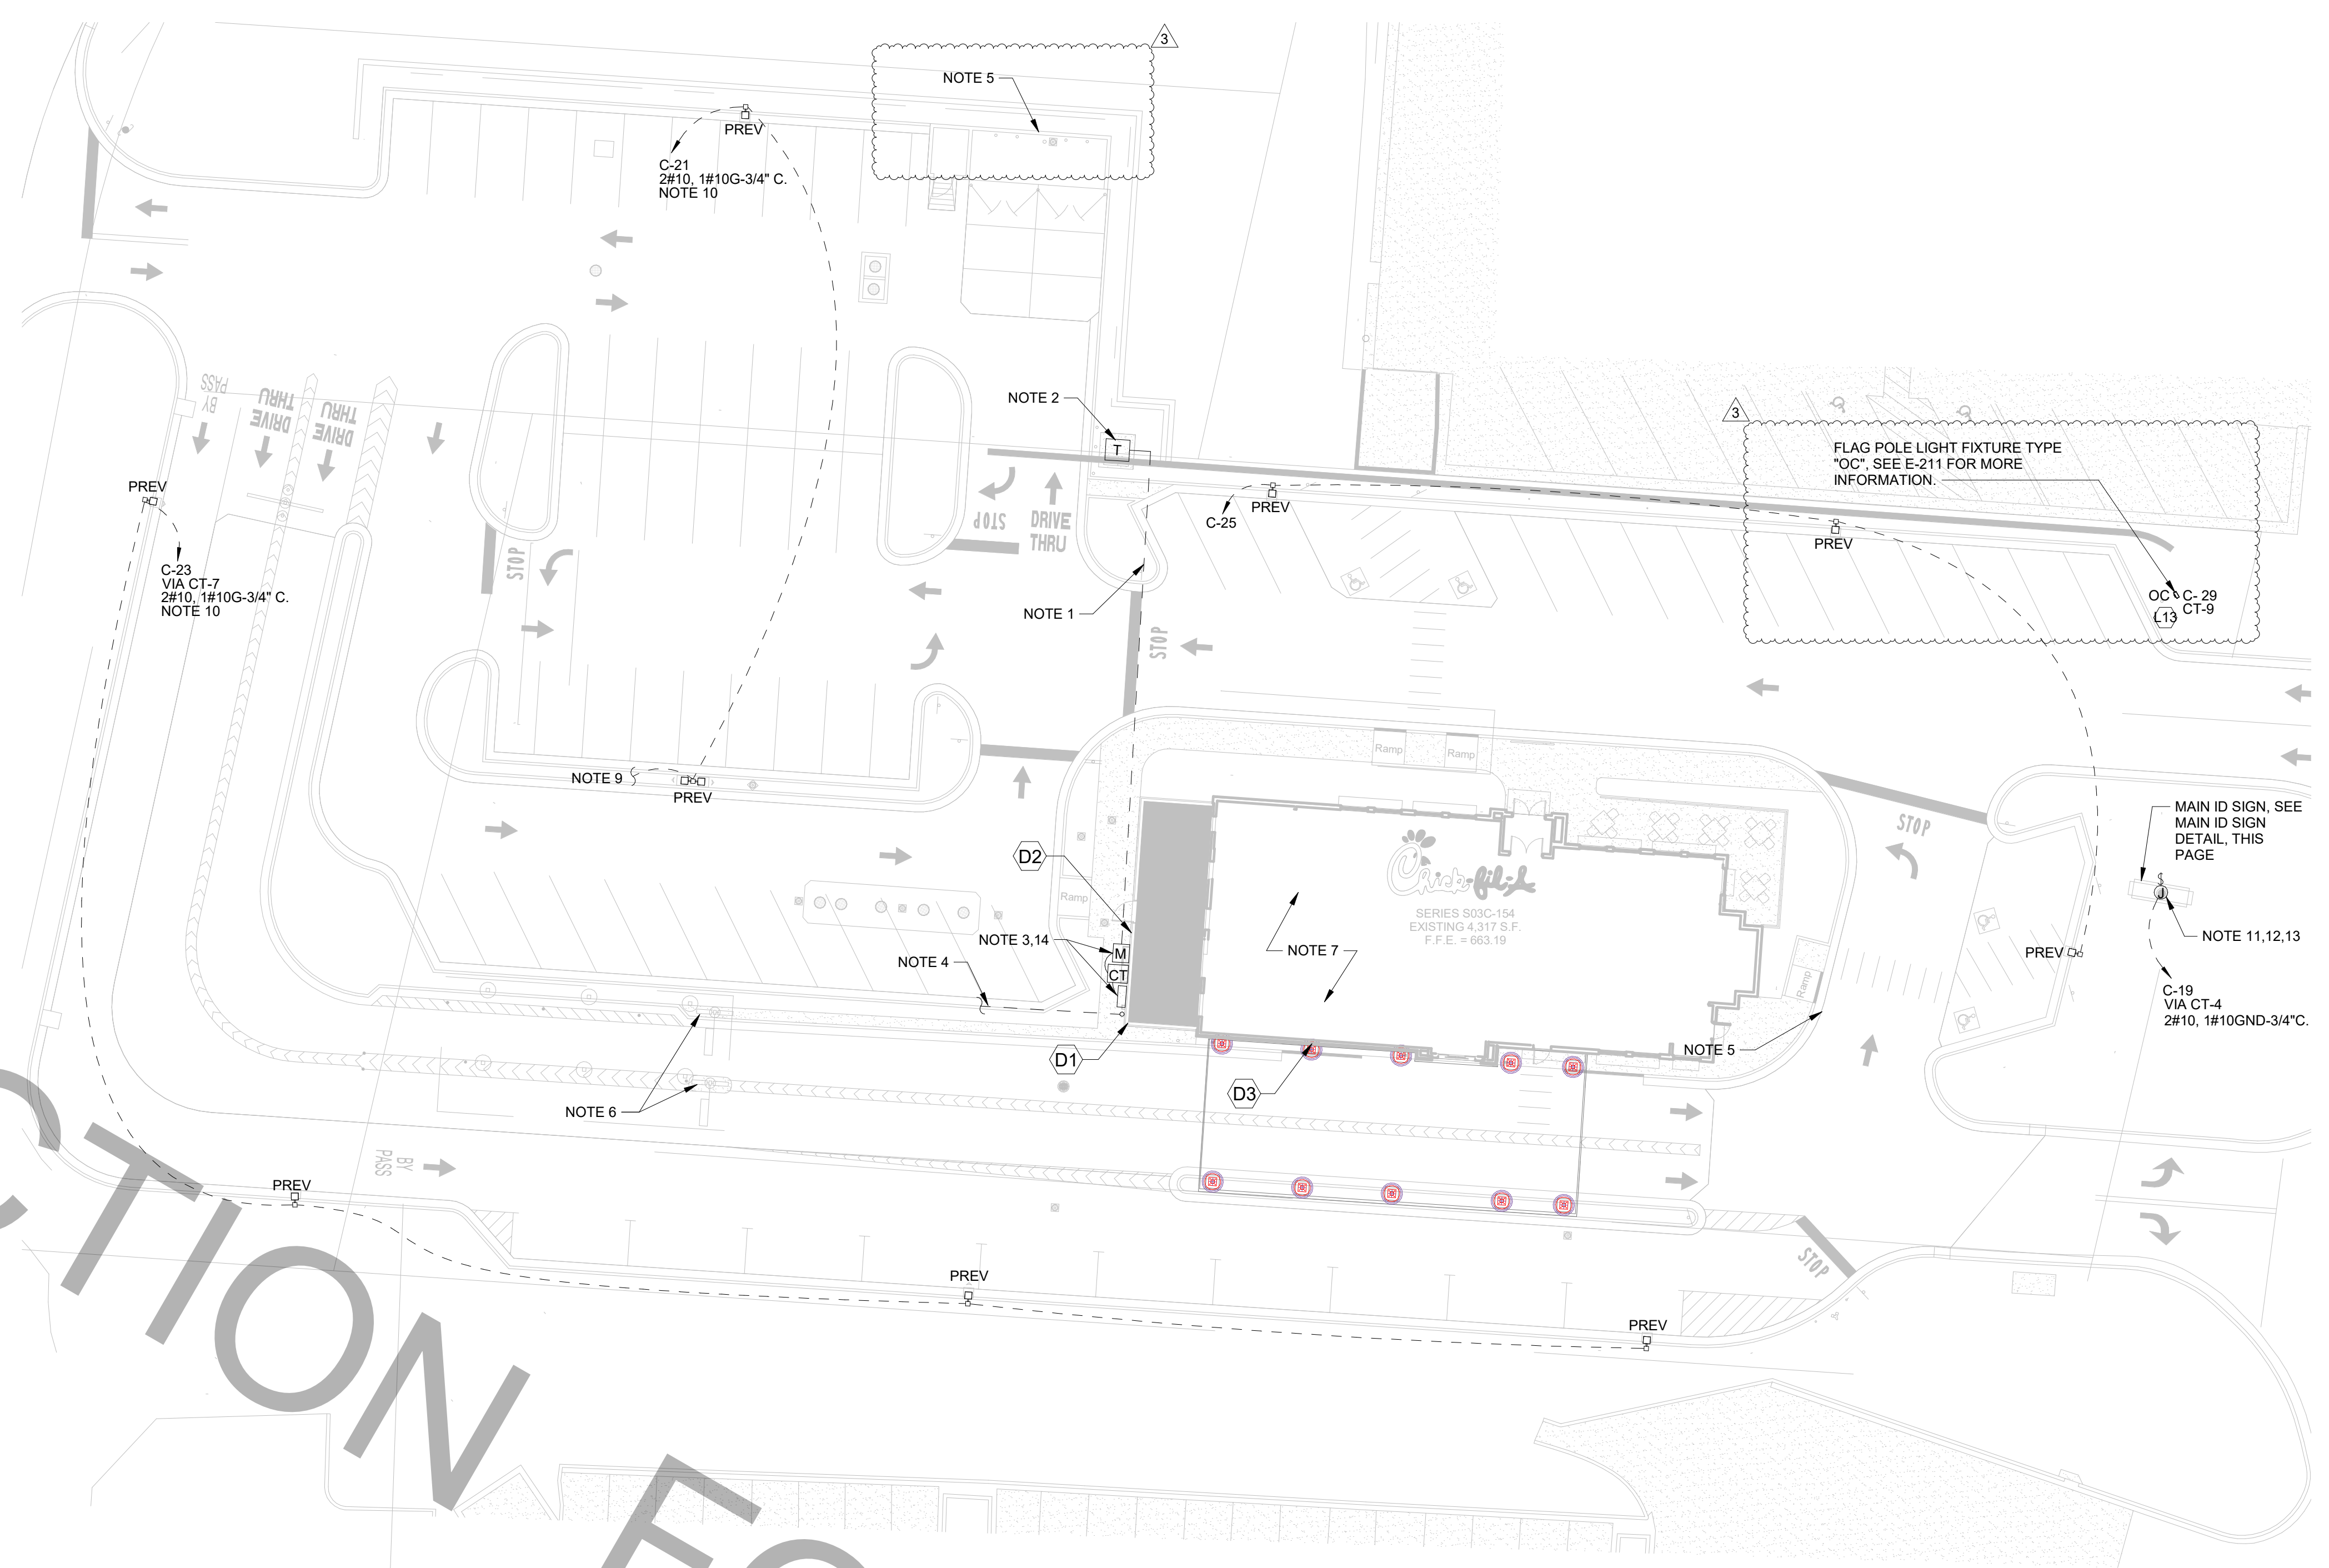 3
NOTE 5
PREV
C-21
2#10, 1#10G-3/4" C.
NOTE 10
BY
PASS
DRIVE
THRU
DRIVE
THRU
NOTE 2
T
3
FLAG POLE LIGHT FIXTURE TYPE
"OC", SEE E-211 FOR MORE
INFORMATION.
PREV
C-25
PREV
PREV
STOP
DRIVE
THRU
STOP
C-23
VIA CT-7
2#10, 1#10G-3/4" C.
NOTE 10
NOTE 1
OC
C- 29
CT-9
L13
STOP
Ramp
Ramp
NOTE 9
PREV
MAIN ID SIGN, SEE
MAIN ID SIGN
DETAIL, THIS
PAGE
STOP
D2
Chick-fil-A
Ramp
SERIES S03C-154
EXISTING 4,317 S.F.
F.F.E. = 663.19
$
J
NOTE 3,14
M
NOTE 7
NOTE 11,12,13
PREV
NOTE 4
CT
Ramp
C-19
VIA CT-4
2#10, 1#10GND-3/4"C.
NOTE 5
D1
D3
NOTE 6
BY
PASS
PREV
STOP
PREV
PREV
CTION
FO